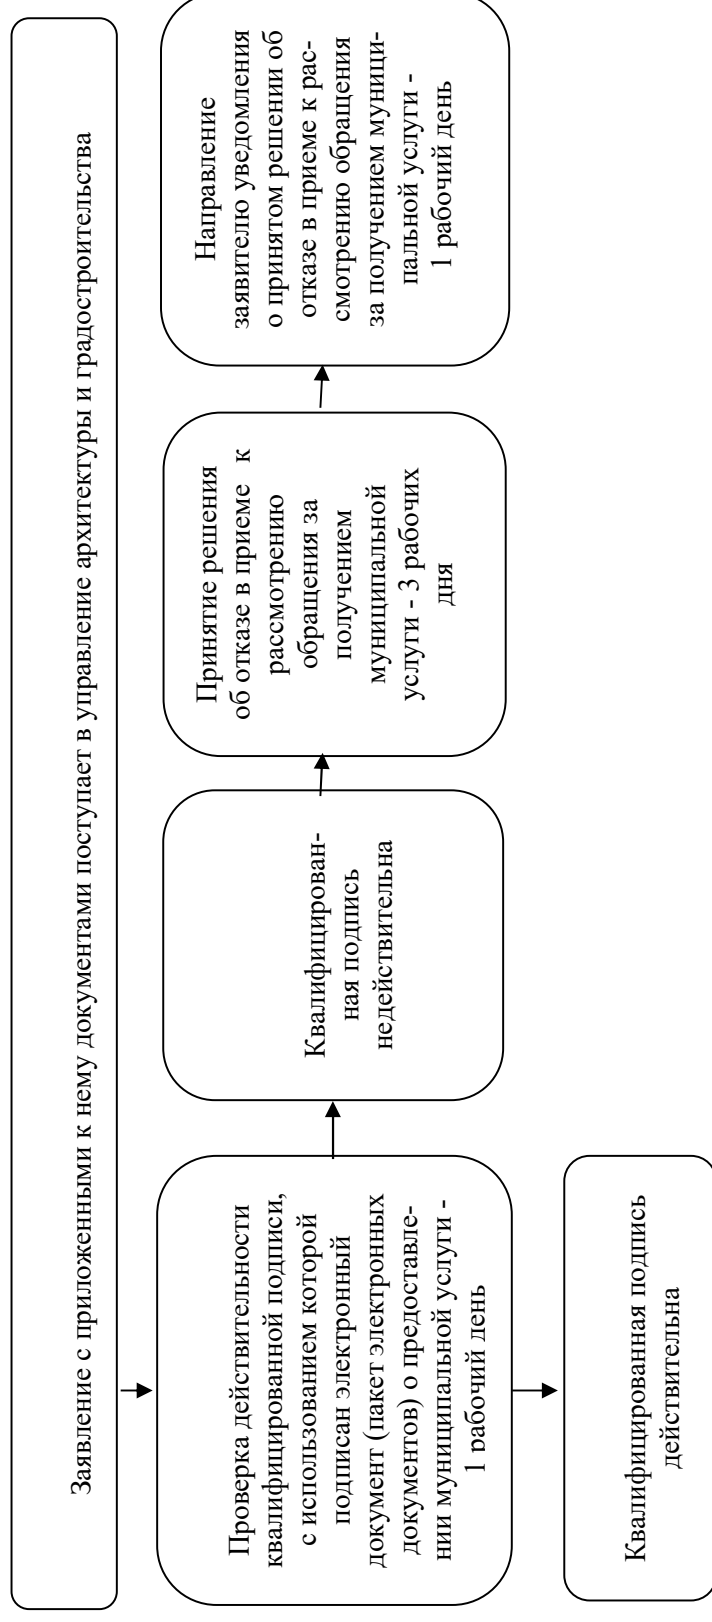 Заявление с приложенными к нему документами поступает в управление архитектуры и градостроительства
Проверка действительности
квалифицированной подписи,
с использованием которой
подписан электронный
документ (пакет электронных
документов) о предоставле-
нии муниципальной услуги -
1 рабочий день
Квалифицирован-
ная подпись
недействительна
Принятие решения
об отказе в приеме к
рассмотрению
обращения за
получением
муниципальной
услуги - 3 рабочих
дня
Направление
заявителю уведомления
о принятом решении об
отказе в приеме к рас-
смотрению обращения
за получением муници-
пальной услуги -
1 рабочий день
Квалифицированная подпись
действительна